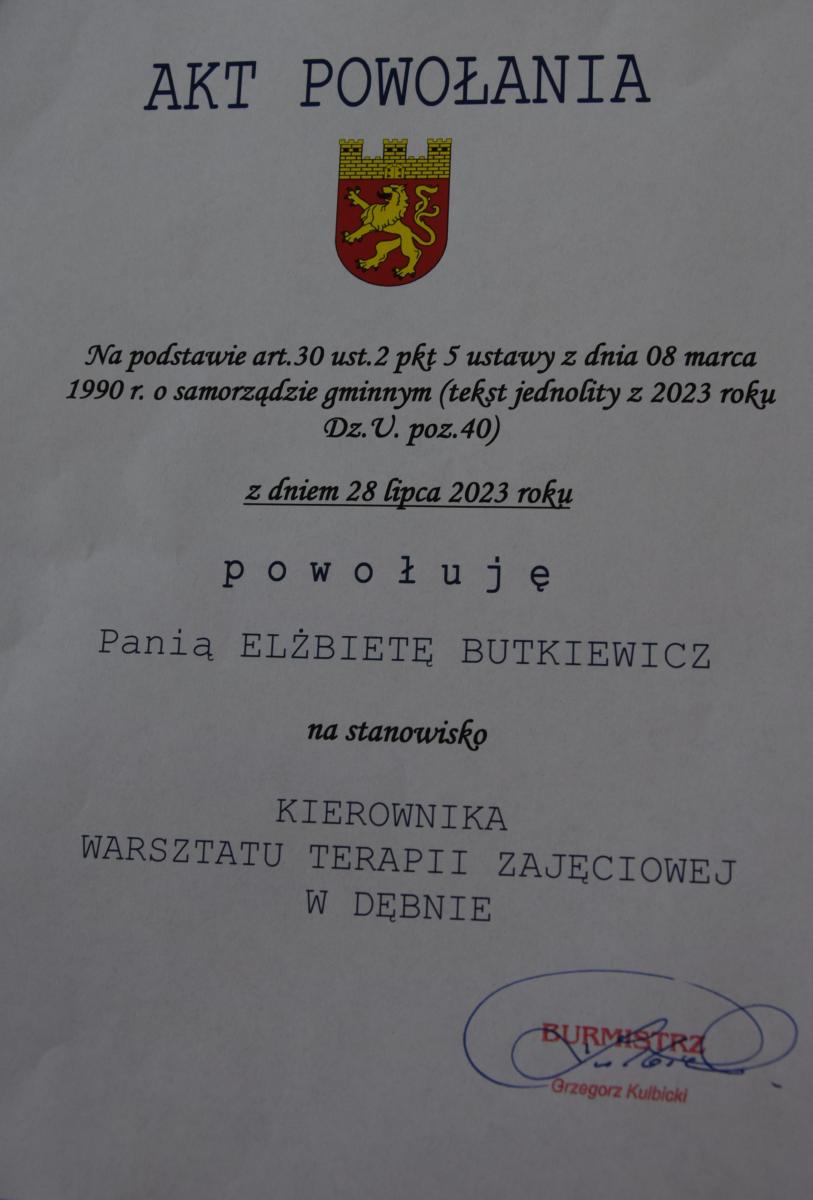 AKT POWOŁANIA
Na podstawie art.30 ust.2 pkt 5 ustawy z dnia 08 marca
1990 r. o samorządzie gminnym (tekst jednolity z 2023 roku
Dz.U. poz.40)
z dniem 28 lipca 2023 roku
powołuję
Panią ELŻBIETĘ BUTKIEWICZ
na stanowisko
KIEROWNIKA
WARSZTATU TERAPII ZAJĘCIOWEJ
W DĘBNIE
BURMISTRZ
Grzegorz Kulbicki